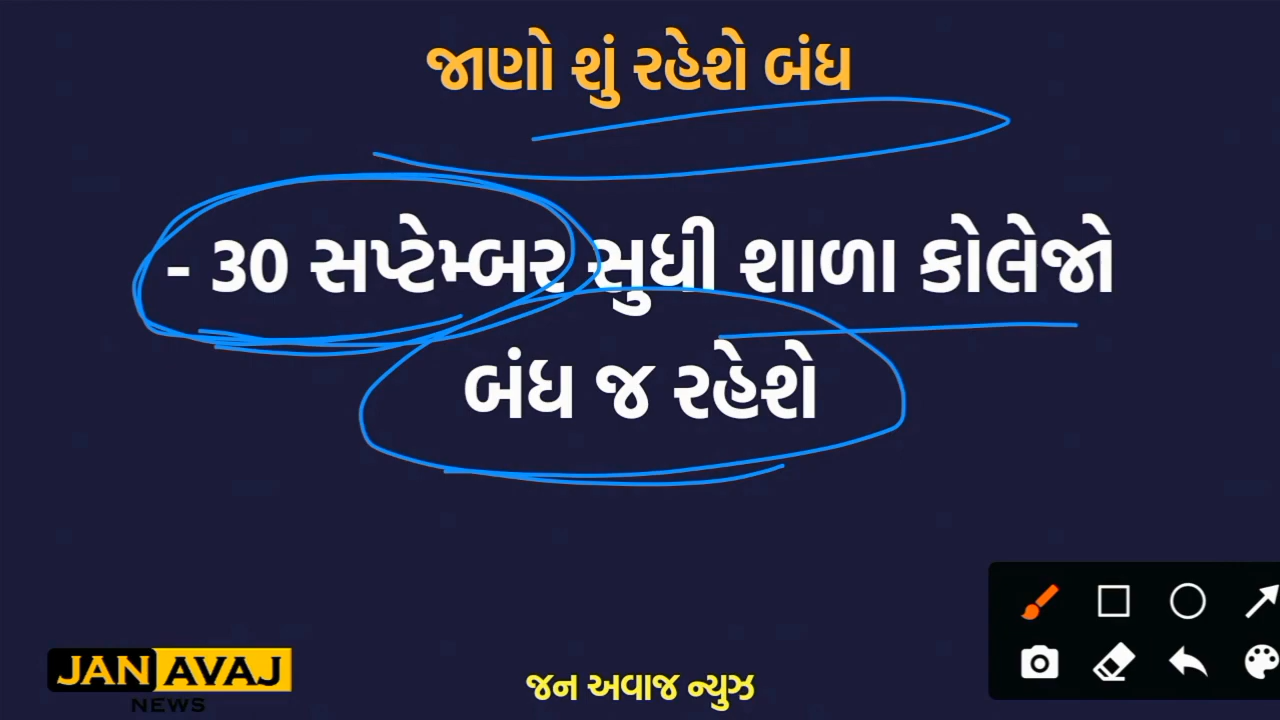 જાણો શું રહેશે બંધ
- 30 સપ્ટેમ્બર સુધી શાળા કોલેજો
બંધ જ રહેશે
JAN AVAJ
NEWS
જન અવાજ ન્યુઝ